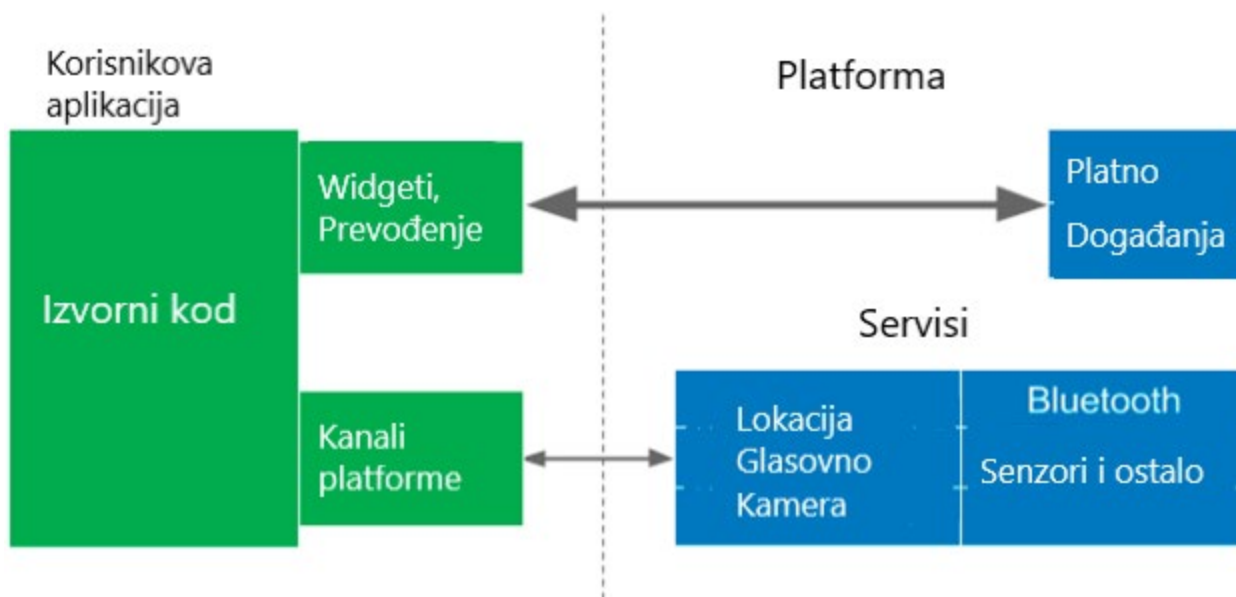 Korisnikova
aplikacija
Platforma
Izvorni kod
Widgeti,
Prevođenje
Platno
Događanja
Servisi
Kanali
platforme
Lokacija
Glasovno
Kamera
Bluetooth
Senzori i ostalo